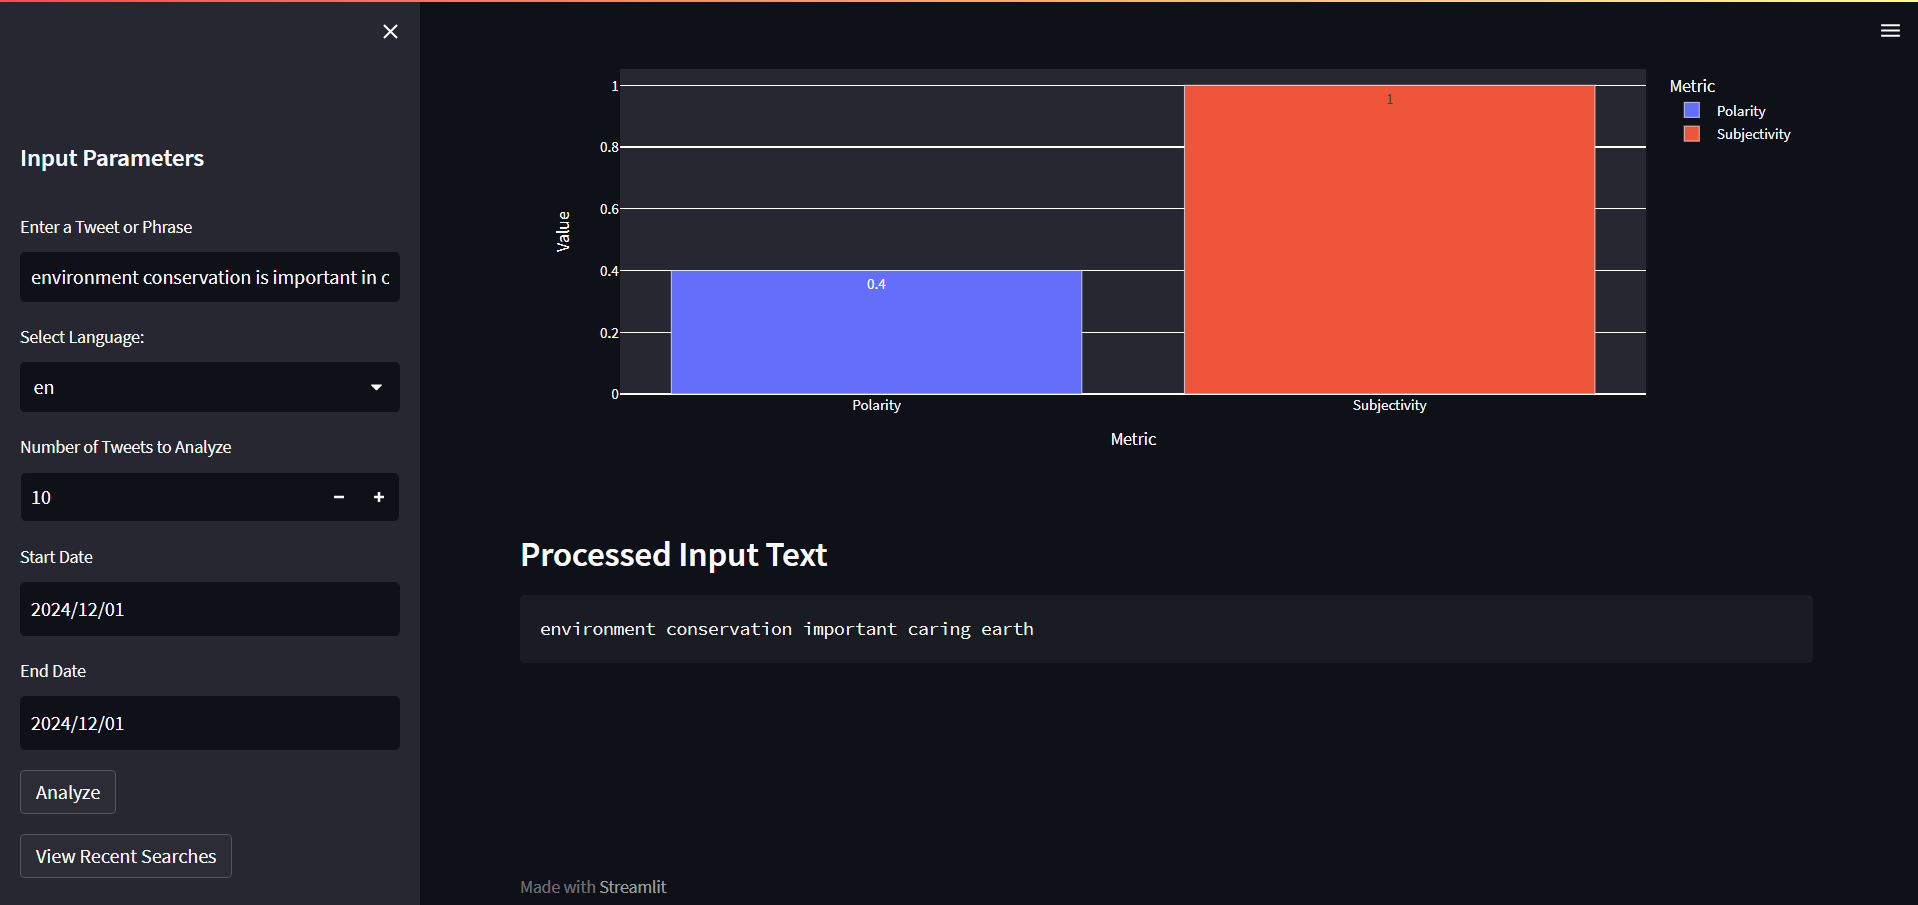 Input Parameters
Enter a Tweet or Phrase
environment conservation is important in c
Select Language:
en
Number of Tweets to Analyze
10
Start Date
2024/12/01
End Date
2024/12/01
Analyze
View Recent Searches
1
0.8
0.6
0.4
0.2
0
Value
0.4
1
Polarity
Subjectivity
Metric
Metric
Polarity
Subjectivity
Processed Input Text
environment conservation important caring earth
Made with Streamlit